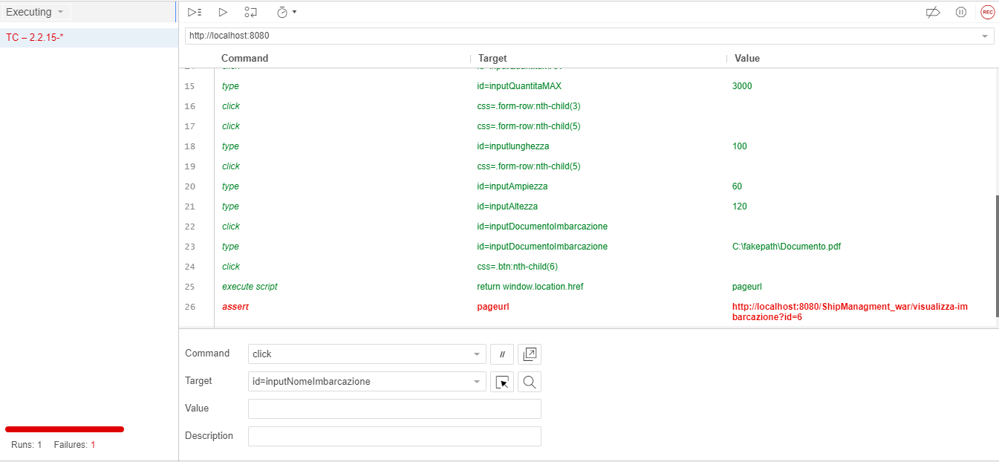 Executing
REC
TC – 2.2.15-*
http://localhost:8080
Command Target Value
15 type id=inputQuantitaMAX 3000
16 click css=.form-row:nth-child(3)
17 click css=.form-row:nth-child(5)
18 type id=inputlunghezza 100
19 click css=.form-row:nth-child(5)
20 type id=inputAmpiezza 60
21 type id=inputAltezza 120
22 click id=inputDocumentoImbarcazione
23 type id=inputDocumentoImbarcazione C:\fakepath\Documento.pdf
24 click css=.btn:nth-child(6)
25 execute script return window.location.href pageurl
26 assert pageurl http://localhost:8080/ShipManagment_war/visualizza-im
barcazione?id=6
Command click //
Target id=inputNomeImbarcazione
Value
Description
Runs: 1 Failures: 1